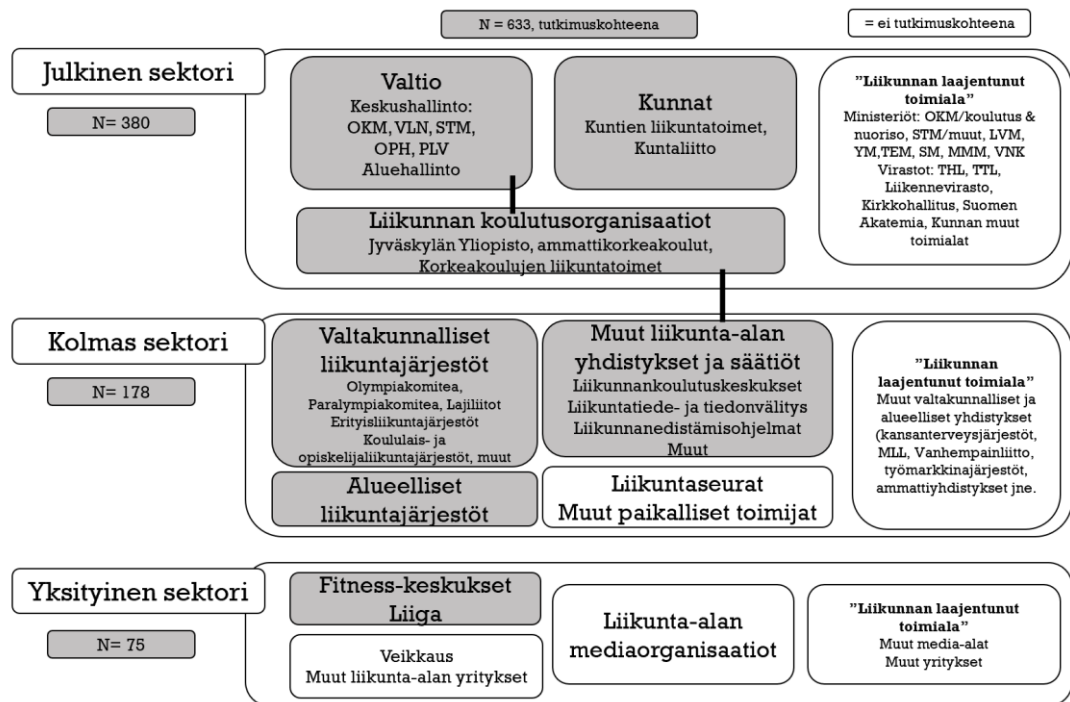 N = 633, tutkimuskohteena
= ei tutkimuskohteena
Julkinen sektori
N= 380
Valtio
Keskushallinto:
OKM, VLN, STM,
OPH, PLV
Aluehallinto
Kunnat
Kuntien liikuntatoimet,
Kuntaliitto
”Liikunnan laajentunut
toimiala”
Ministeriöt: OKM/koulutus &
nuoriso, STM/muut, LVM,
YM,TEM, SM, MMM, VNK
Virastot: THL, TTL,
Liikennevirasto,
Kirkkohallitus, Suomen
Akatemia, Kunnan muut
toimialat
Liikunnan koulutusorganisaatiot
Jyväskylän Yliopisto, ammattikorkeakoulut,
Korkeakoulujen liikuntatoimet
Kolmas sektori
N= 178
Valtakunnalliset
liikuntajärjestöt
Olympiakomitea,
Paralympiakomitea, Lajiliitot
Erityisliikuntajärjestöt
Koululais- ja
opiskelijaliikuntajärjestöt, muut
Muut liikunta-alan
yhdistykset ja säätiöt
Liikunnankoulutuskeskukset
Liikuntatiede- ja tiedonvälitys
Liikunnanedistämisohjelmat
Muut
”Liikunnan
laajentunut toimiala”
Muut valtakunnalliset ja
alueelliset yhdistykset
(kansanterveysjärjestöt,
MLL, Vanhempainliitto,
työmarkkinajärjestöt,
ammattiyhdistykset jne.
Alueelliset
liikuntajärjestöt
Liikuntaseurat
Muut paikalliset toimijat
Yksityinen sektori
N= 75
Fitness-keskukset
Liiga
Veikkaus
Muut liikunta-alan yritykset
Liikunta-alan
mediaorganisaatiot
”Liikunnan laajentunut
toimiala”
Muut media-alat
Muut yritykset